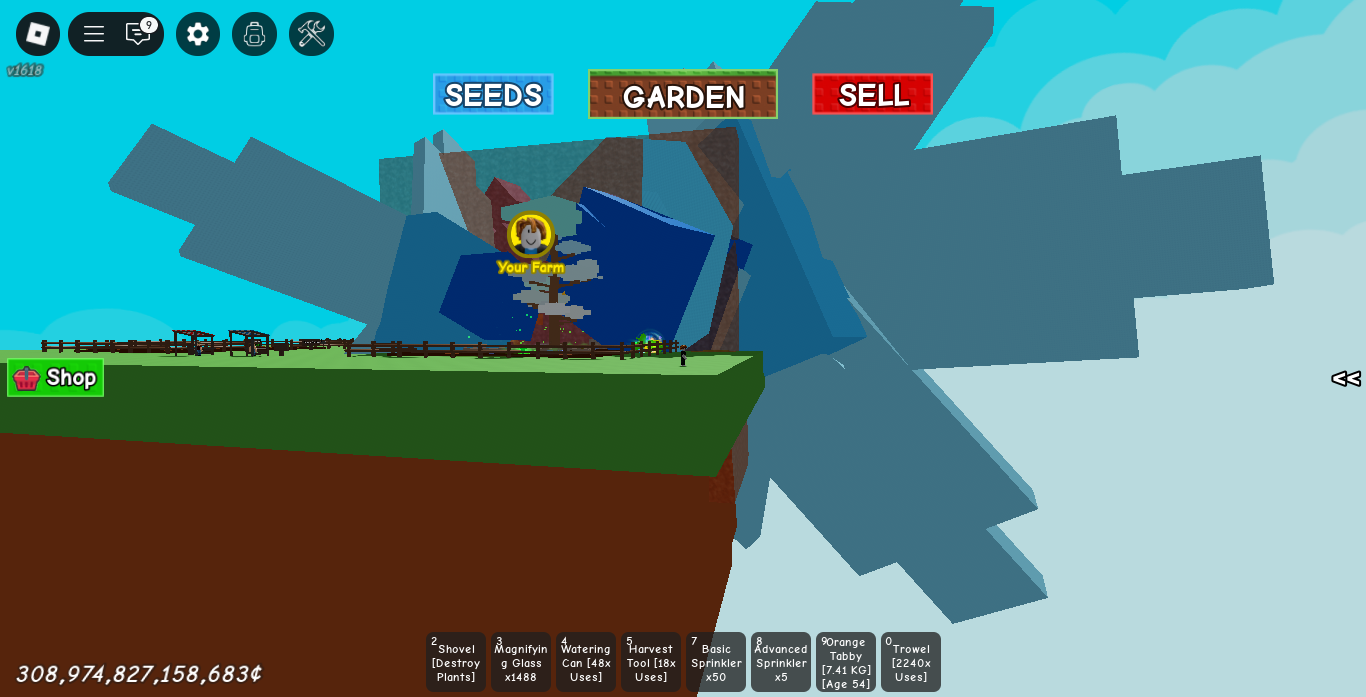 9
v1618
SEEDS
GARDEN
SELL
Your Farm
Shop
<<
2
Shovel
[Destroy
Plants]
3
Magnifyin
g Glass
x1488
4
Watering
Can [48x
Uses]
5
Harvest
Tool [18x
Uses]
7
Basic
Sprinkler
x50
8
Advanced
Sprinkler
x5
9
Orange
Tabby
[7.41 KG]
[Age 54]
0
Trowel
[2240x
Uses]
308,974,827,158,683¢